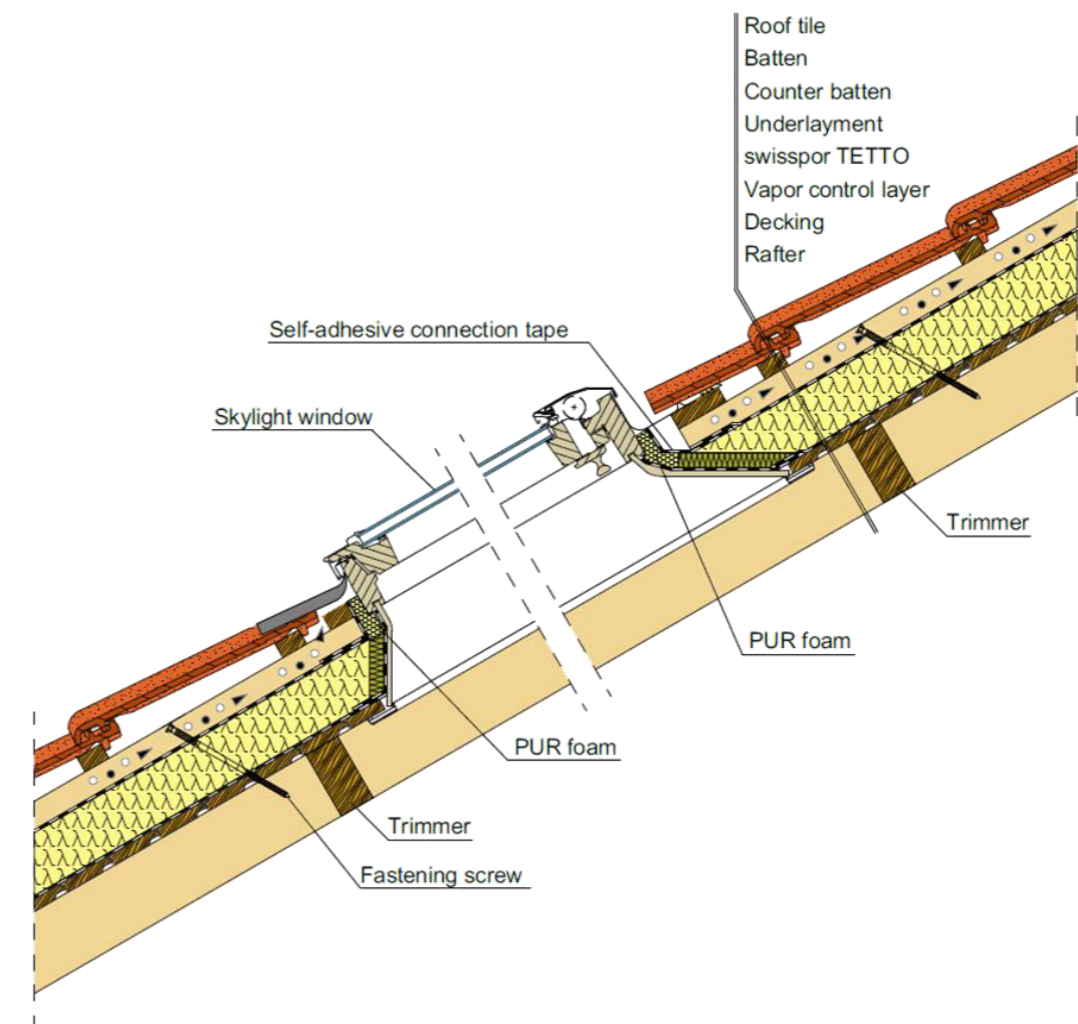 Roof tile
Batten
Counter batten
Underlayment
swisspor TETTO
Vapor control layer
Decking
Rafter
Self-adhesive connection tape
Skylight window
Trimmer
PUR foam
PUR foam
Trimmer
Fastening screw